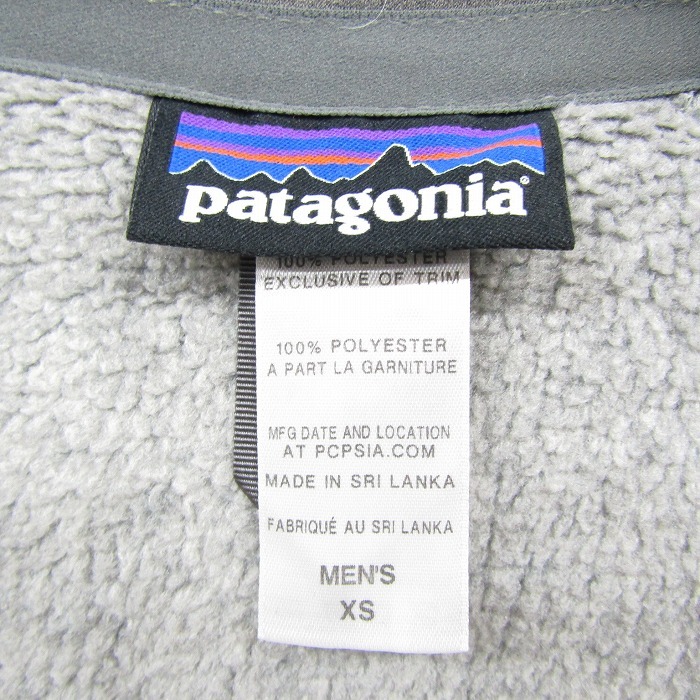 patagonia®
100% POLYESTER
EXCLUSIVE OF TRIM
100% POLYESTER
A PART LA GARNITURE
MFG DATE AND LOCATION
AT PCPSIA.COM
MADE IN SRI LANKA
FABRIQUÉ AU SRI LANKA
MEN'S
XS